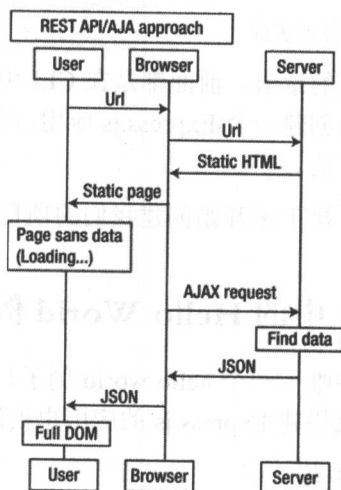 REST API/AJA approach
User Browser Server
Url
Url
Static HTML
Static page
Page sans data
(Loading...)
AJAX request
Find data
JSON
JSON
Full DOM
User Browser Server